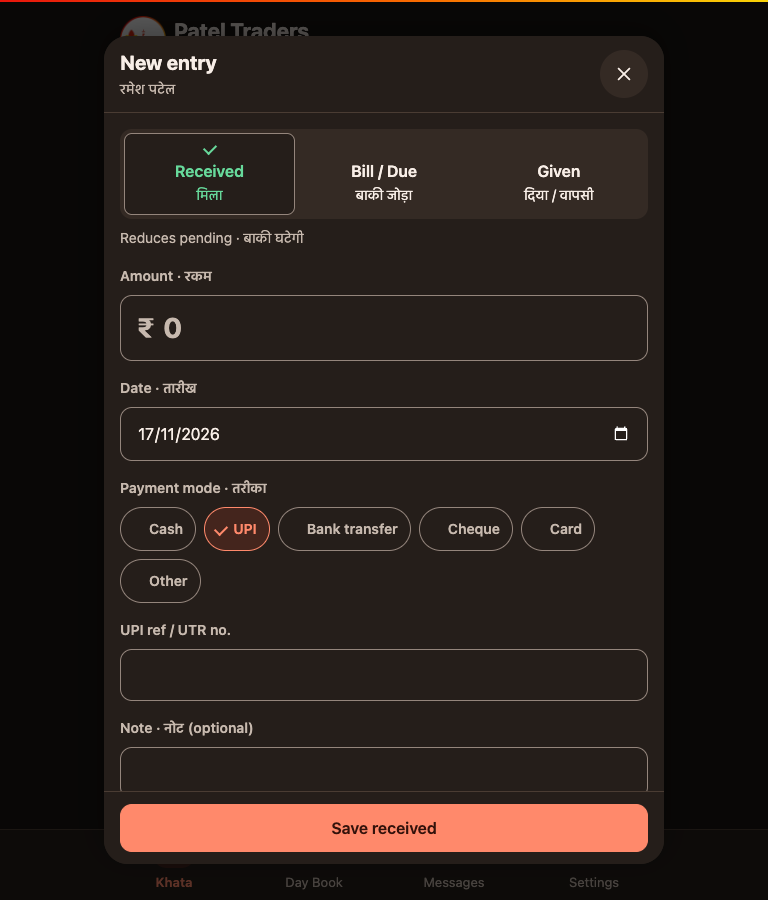 Patel Traders
New entry
रमेश पटेल
Received
मिला
Bill / Due
बाकी जोड़ा
Given
दिया / वापसी
Reduces pending · बाकी घटेगी
Amount · रकम
₹ 0
Date · तारीख
17/11/2026
Payment mode · तरीका
Cash UPI Bank transfer Cheque Card
Other
UPI ref / UTR no.
Note · नोट (optional)
Save received
Khata Day Book Messages Settings